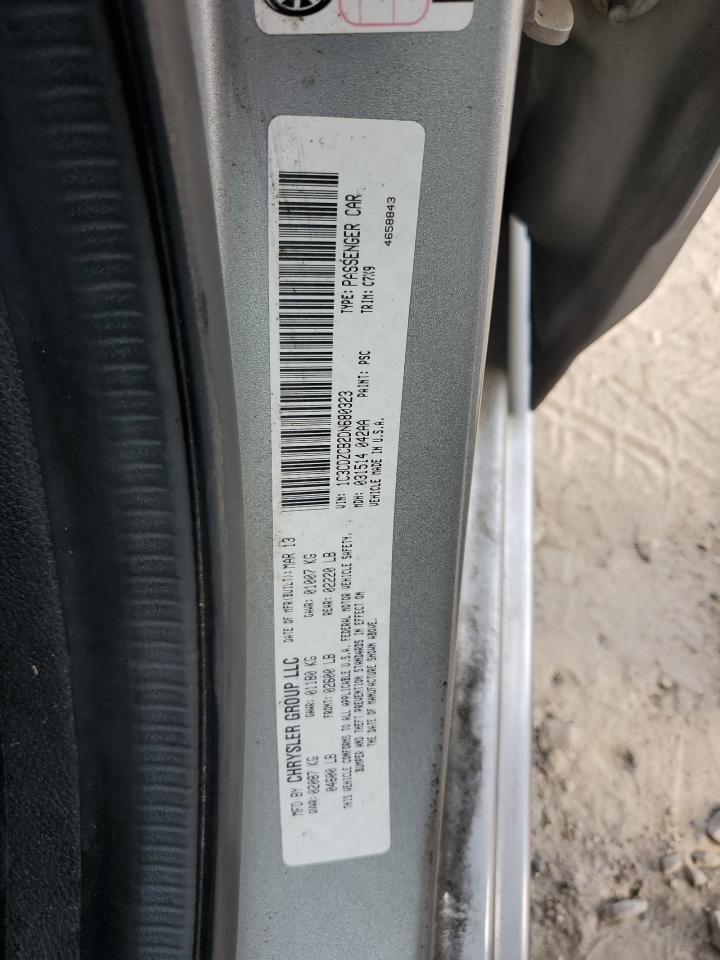 MFD BY CHRYSLER GROUP LLC DATE OF MFR(BUILT): MAR 13
GVWR: 02087 KG GAWR: 01180 KG GAWR: 01007 KG
04600 LB FRONT: 02600 LB REAR: 02220 LB
THIS VEHICLE CONFORMS TO ALL APPLICABLE U.S.A. FEDERAL MOTOR VEHICLE SAFETY,
BUMPER AND THEFT PREVENTION STANDARDS IN EFFECT ON
THE DATE OF MANUFACTURE SHOWN ABOVE.
VIN: 1C3CDZCB2DN680323 TYPE: PASSENGER CAR
MDH: 031514 042AA PAINT: PSC TRIM: C7X9
VEHICLE MADE IN U.S.A. 4658843